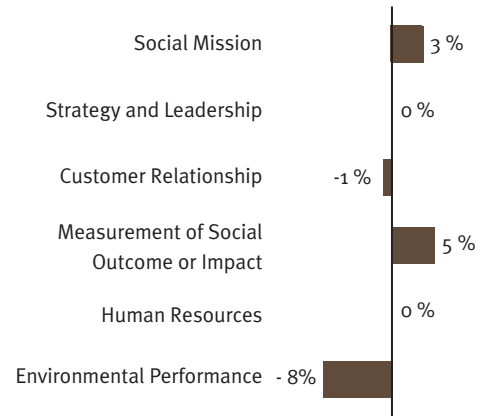 Social Mission 3 %
Strategy and Leadership 0 %
Customer Relationship -1 %
Measurement of Social
Outcome or Impact 5 %
Human Resources 0 %
Environmental Performance - 8%